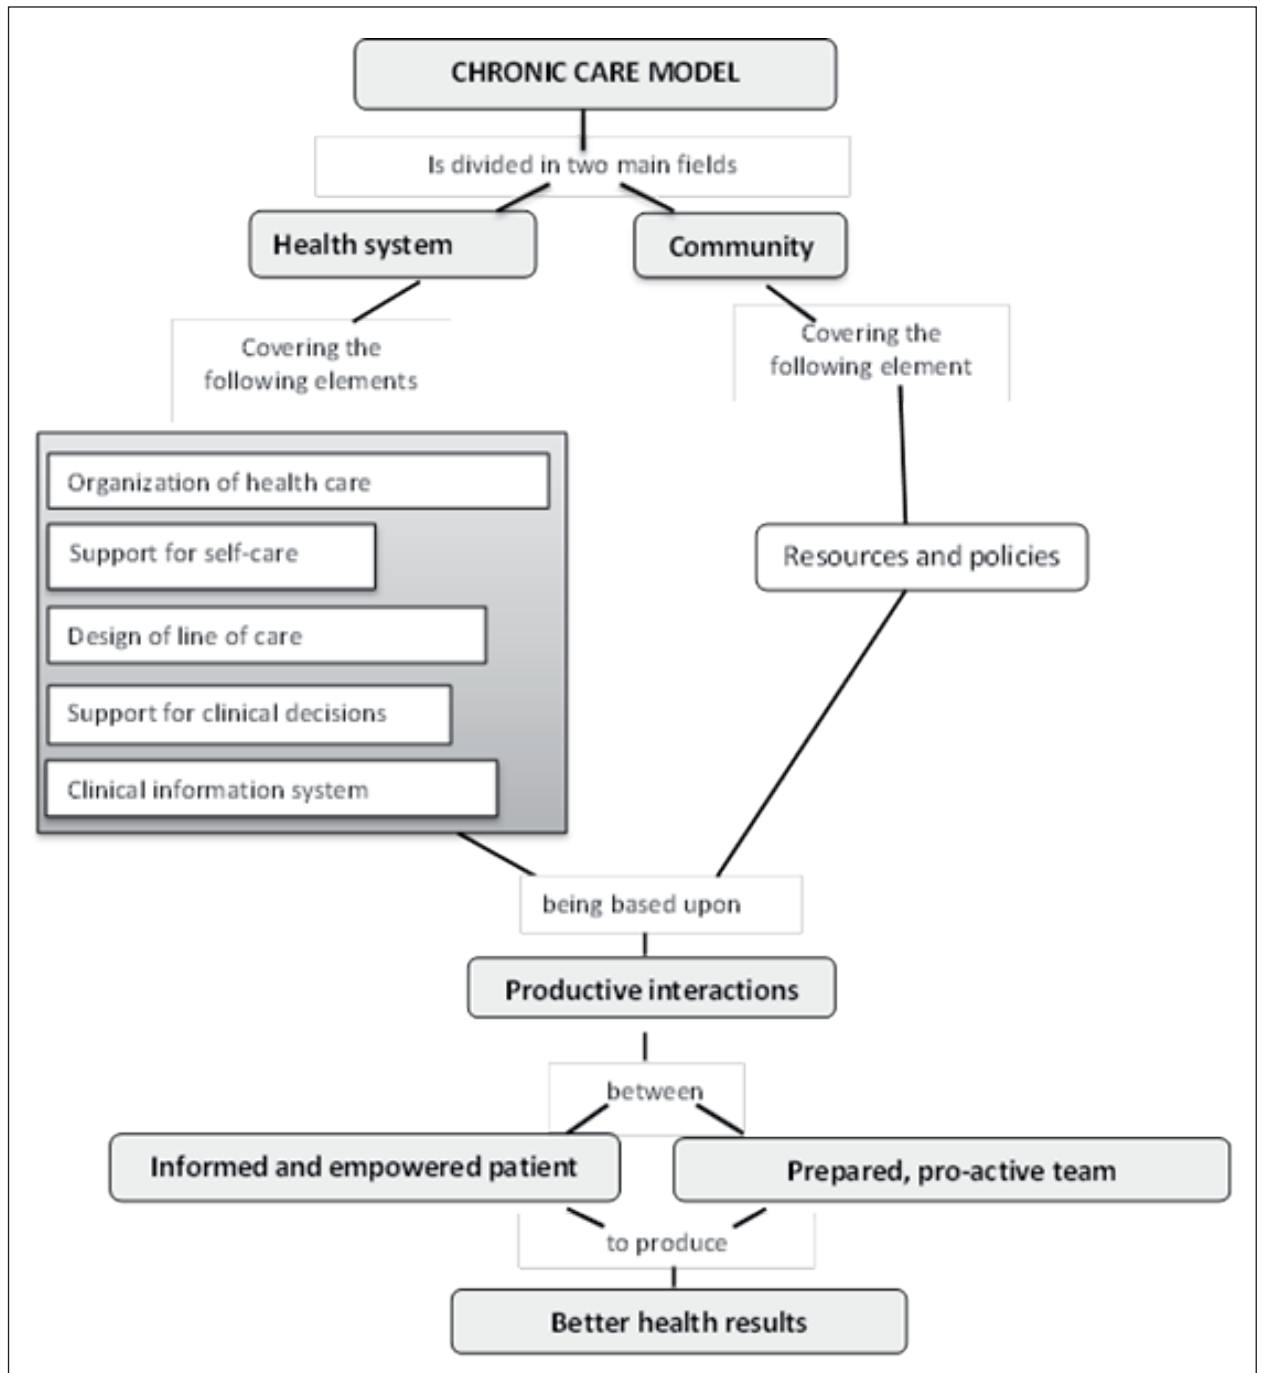 CHRONIC CARE MODEL
Is divided in two main fields
Health system
Community
Covering the
following elements
Covering the
following element
Organization of health care
Support for self-care
Design of line of care
Support for clinical decisions
Clinical information system
Resources and policies
being based upon
Productive interactions
between
Informed and empowered patient
Prepared, pro-active team
to produce
Better health results